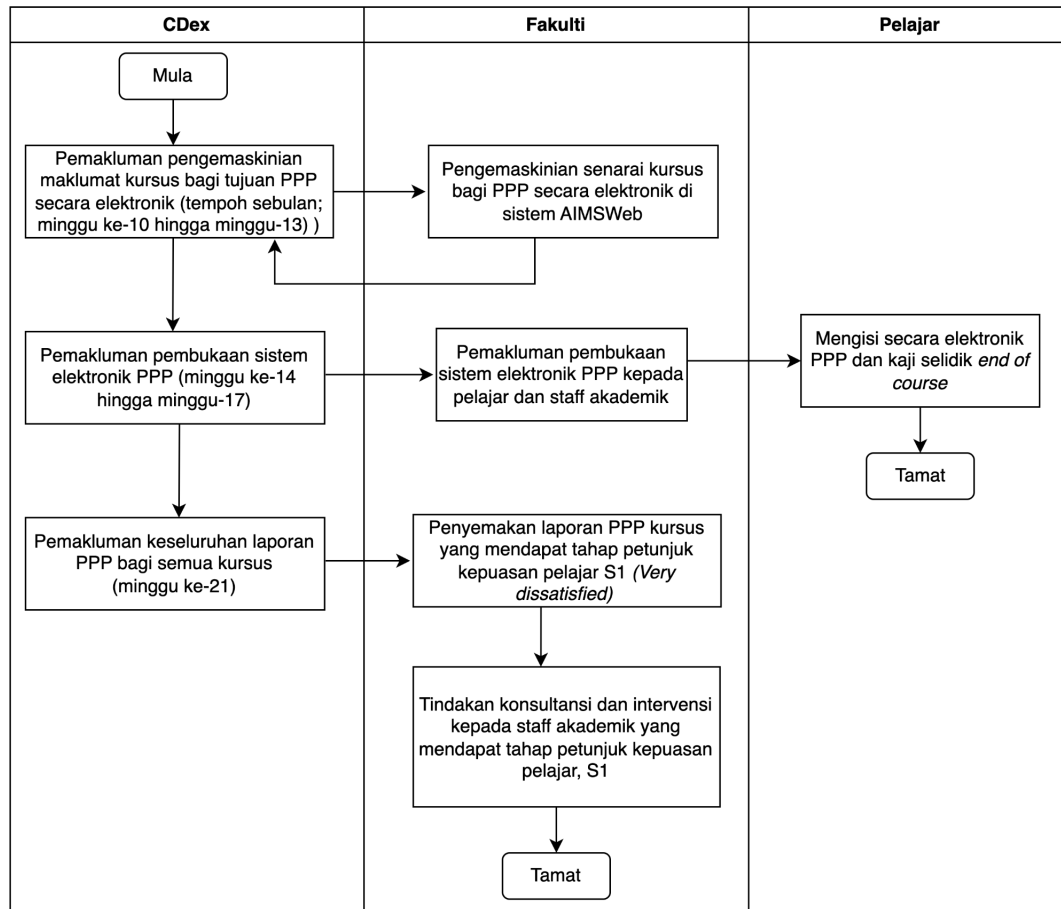 CDex
Fakulti
Pelajar
Mula
Pemakluman pengemaskinian
maklumat kursus bagi tujuan PPP
secara elektronik (tempoh sebulan;
minggu ke-10 hingga minggu-13) )
Pengemaskinian senarai kursus
bagi PPP secara elektronik di
sistem AIMSWeb
Pemakluman pembukaan sistem
elektronik PPP (minggu ke-14
hingga minggu-17)
Pemakluman pembukaan
sistem elektronik PPP kepada
pelajar dan staff akademik
Mengisi secara elektronik
PPP dan kaji selidik end of
course
Tamat
Pemakluman keseluruhan laporan
PPP bagi semua kursus
(minggu ke-21)
Penyemakan laporan PPP kursus
yang mendapat tahap petunjuk
kepuasan pelajar S1 (Very
dissatisfied)
Tindakan konsultansi dan intervensi
kepada staff akademik yang
mendapat tahap petunjuk kepuasan
pelajar, S1
Tamat